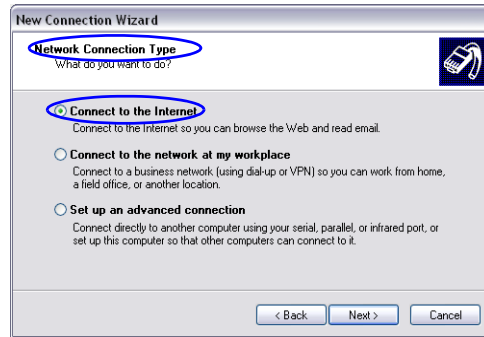 New Connection Wizard
Network Connection Type
What do you want to do?
Connect to the Internet
Connect to the Internet so you can browse the Web and read email.
Connect to the network at my workplace
Connect to a business network (using dial-up or VPN) so you can work from home,
a field office, or another location.
Set up an advanced connection
Connect directly to another computer using your serial, parallel, or infrared port, or
set up this computer so that other computers can connect to it.
< Back Next > Cancel